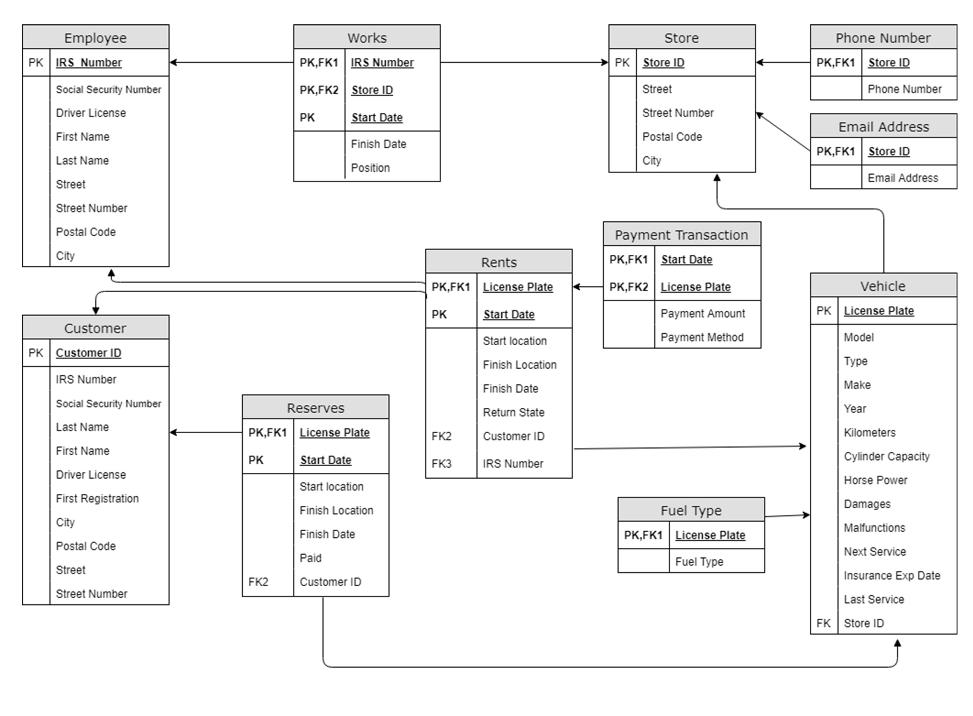 Employee
PK IRS Number
Social Security Number
Driver License
First Name
Last Name
Street
Street Number
Postal Code
City
Works
PK,FK1 IRS Number
PK,FK2 Store ID
PK Start Date
Finish Date
Position
Store
PK Store ID
Street
Street Number
Postal Code
City
Phone Number
PK,FK1 Store ID
Phone Number
Email Address
PK,FK1 Store ID
Email Address
Payment Transaction
PK,FK1 Start Date
PK,FK2 License Plate
Payment Amount
Payment Method
Rents
PK,FK1 License Plate
PK Start Date
Start location
Finish Location
Finish Date
Return State
FK2 Customer ID
FK3 IRS Number
Vehicle
PK License Plate
Model
Type
Make
Year
Kilometers
Cylinder Capacity
Horse Power
Damages
Malfunctions
Next Service
Insurance Exp Date
Last Service
FK Store ID
Customer
PK Customer ID
IRS Number
Social Security Number
Last Name
First Name
Driver License
First Registration
City
Postal Code
Street
Street Number
Reserves
PK,FK1 License Plate
PK Start Date
Start location
Finish Location
Finish Date
Paid
FK2 Customer ID
Fuel Type
PK,FK1 License Plate
Fuel Type